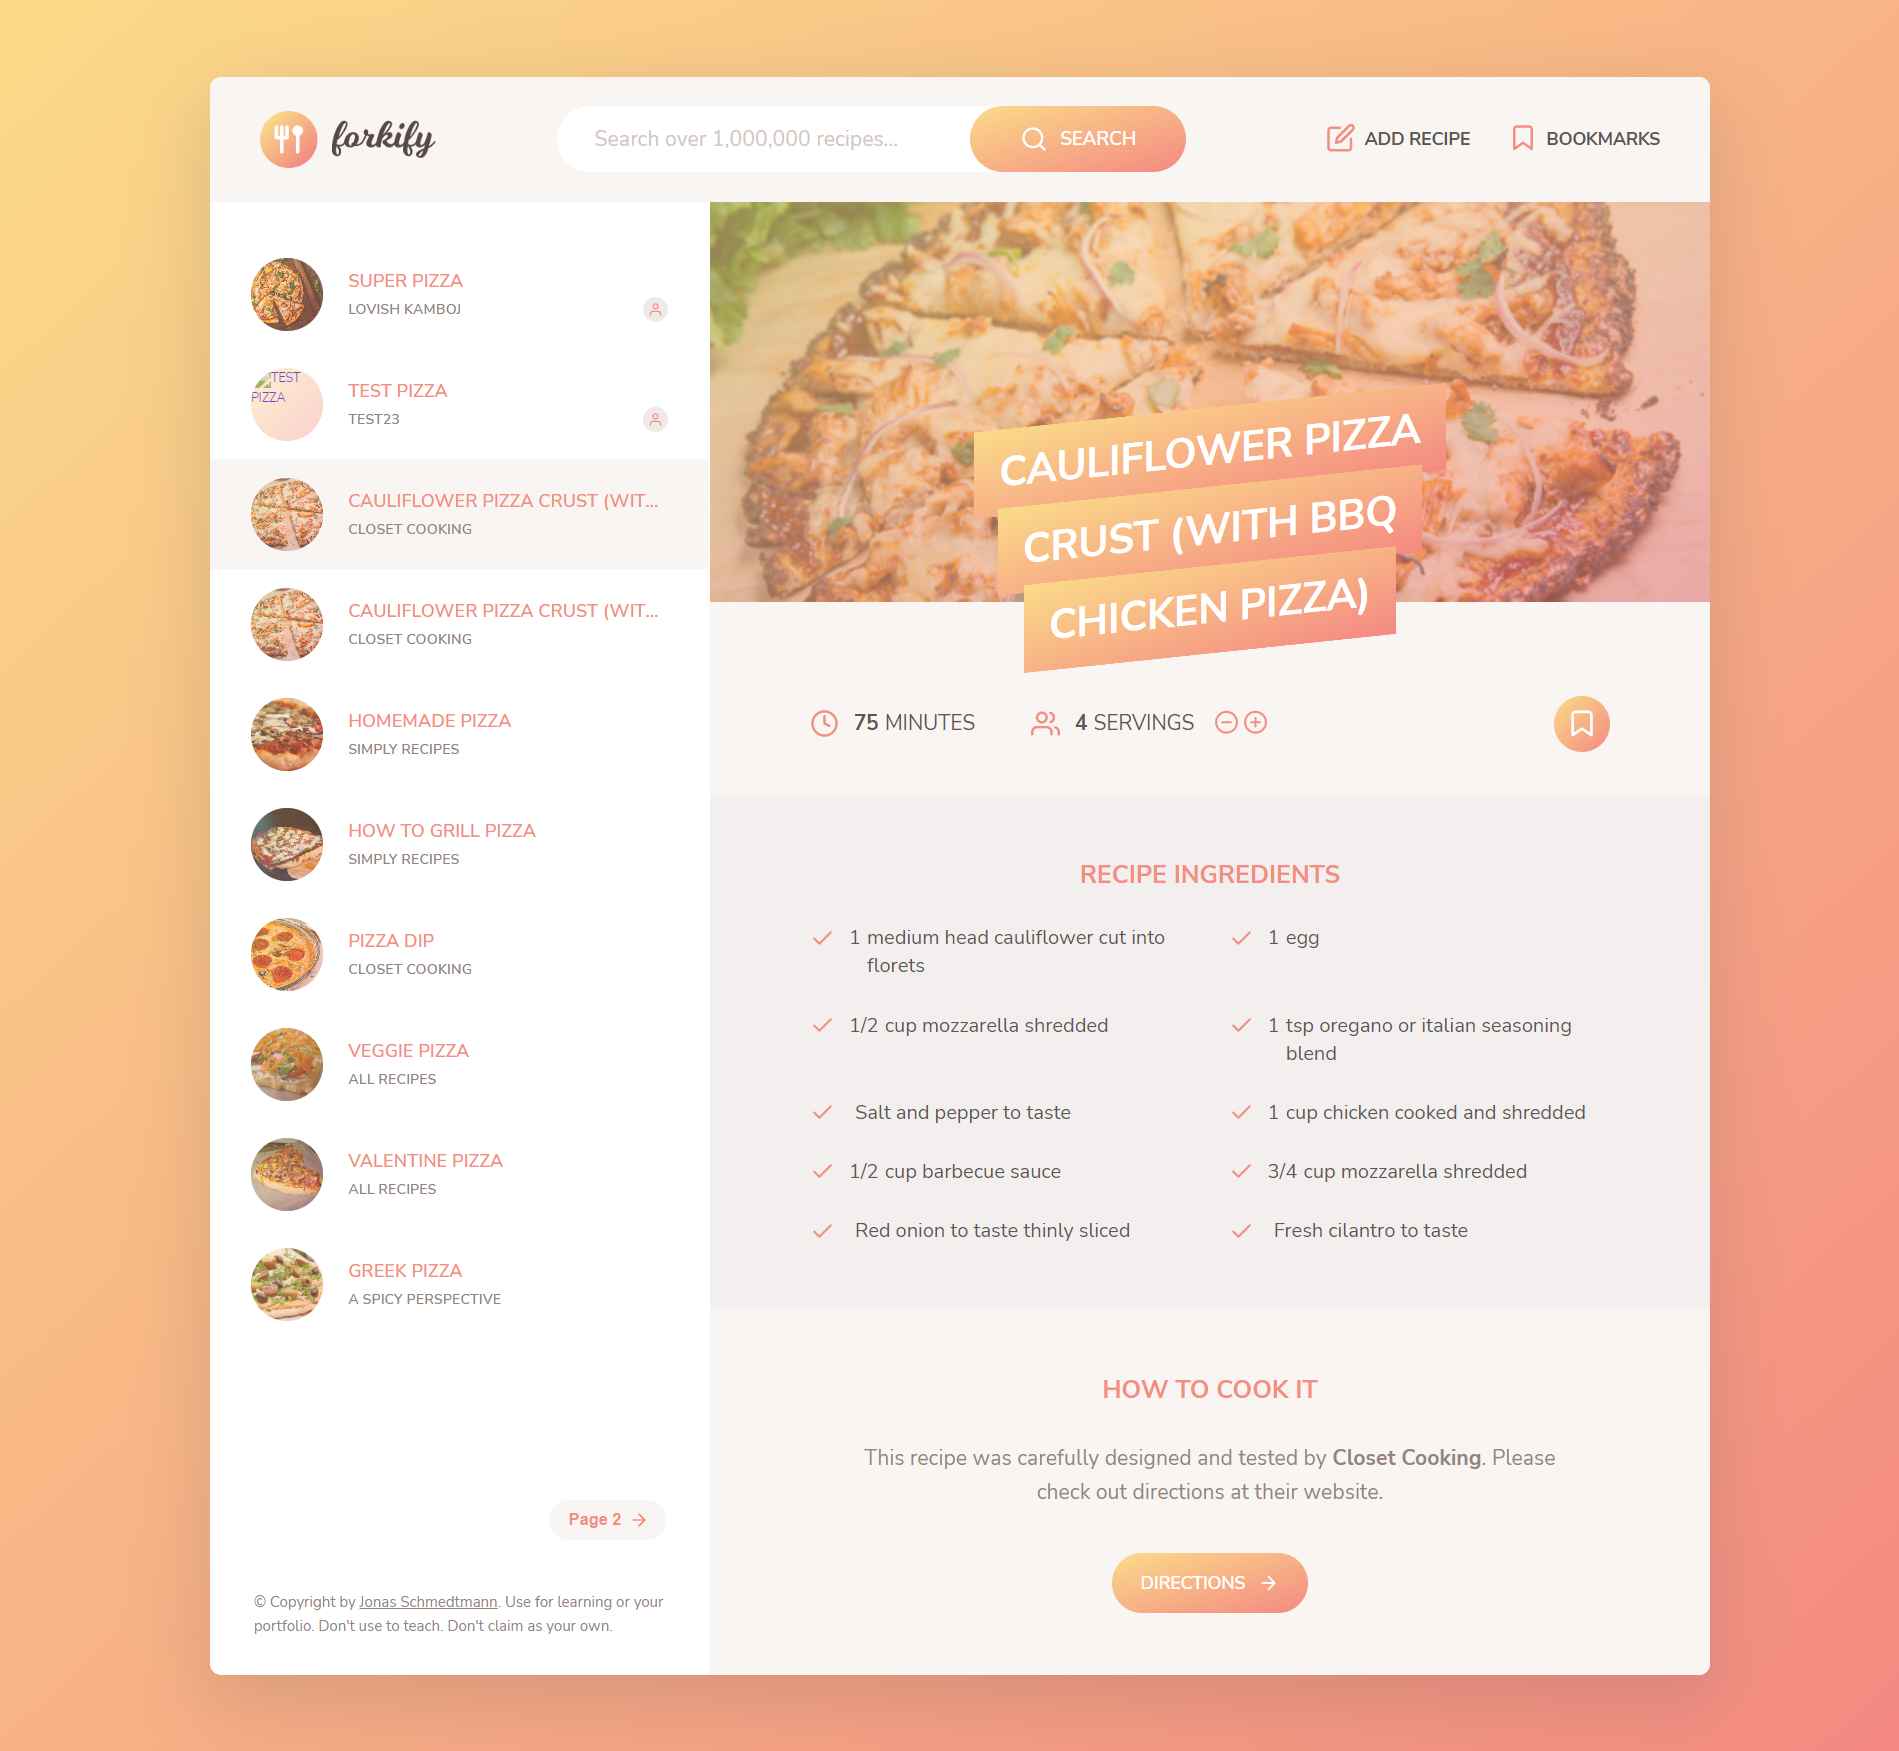 forkify
Search over 1,000,000 recipes...
SEARCH
ADD RECIPE
BOOKMARKS
SUPER PIZZA
LOVISH KAMBOJ
TEST
PIZZA
TEST PIZZA
TEST23
CAULIFLOWER PIZZA CRUST (WIT...
CLOSET COOKING
CAULIFLOWER PIZZA CRUST (WIT...
CLOSET COOKING
HOMEMADE PIZZA
SIMPLY RECIPES
HOW TO GRILL PIZZA
SIMPLY RECIPES
PIZZA DIP
CLOSET COOKING
VEGGIE PIZZA
ALL RECIPES
VALENTINE PIZZA
ALL RECIPES
GREEK PIZZA
A SPICY PERSPECTIVE
Page 2
© Copyright by Jonas Schmedtmann. Use for learning or your
portfolio. Don't use to teach. Don't claim as your own.
CAULIFLOWER PIZZA
CRUST (WITH BBQ
CHICKEN PIZZA)
75 MINUTES
4 SERVINGS
RECIPE INGREDIENTS
1 medium head cauliflower cut into
florets
1 egg
1/2 cup mozzarella shredded
1 tsp oregano or italian seasoning
blend
Salt and pepper to taste
1 cup chicken cooked and shredded
1/2 cup barbecue sauce
3/4 cup mozzarella shredded
Red onion to taste thinly sliced
Fresh cilantro to taste
HOW TO COOK IT
This recipe was carefully designed and tested by Closet Cooking. Please
check out directions at their website.
DIRECTIONS